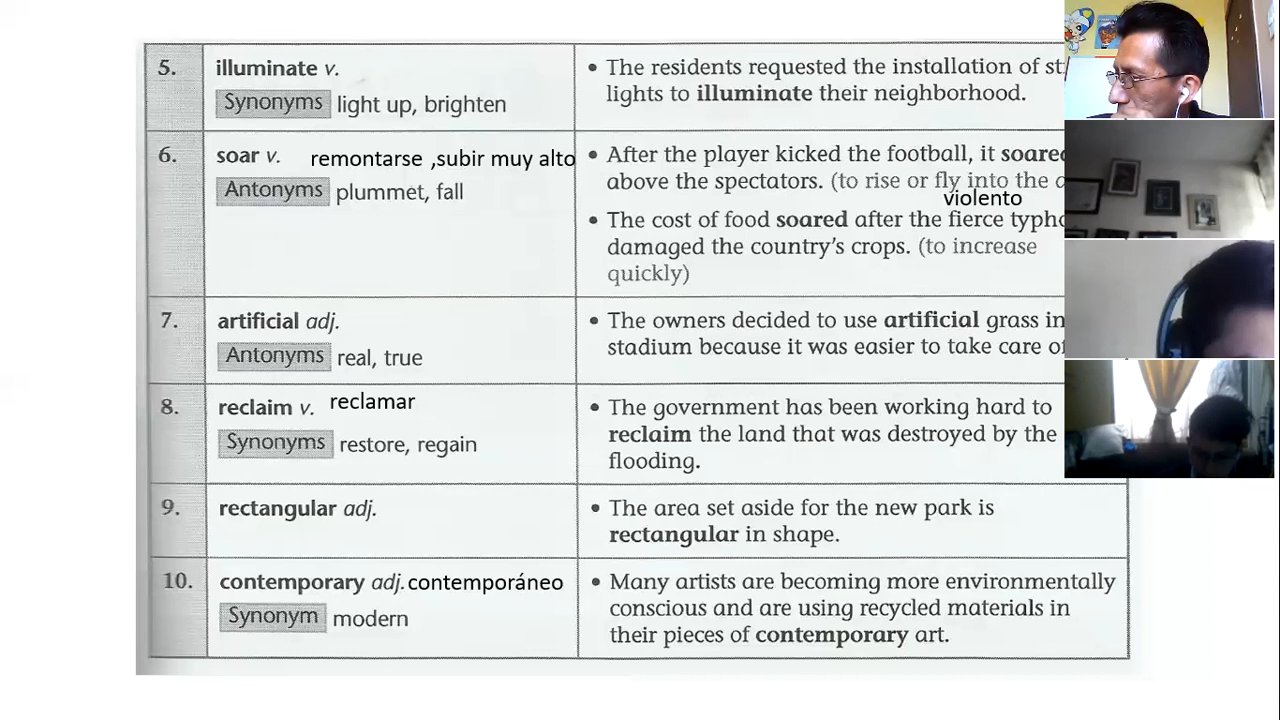 5. illuminate v.
Synonyms light up, brighten
• The residents requested the installation of
lights to illuminate their neighborhood.
6. soar v. remontarse ,subir muy alto
Antonyms plummet, fall
• After the player kicked the football, it soared
above the spectators. (to rise or fly into the
violento
• The cost of food soared after the fierce
damaged the country's crops. (to increase
quickly)
7. artificial adj.
Antonyms real, true
• The owners decided to use artificial grass in
stadium because it was easier to take care
8. reclaim v. reclamar
Synonyms restore, regain
• The government has been working hard to
reclaim the land that was destroyed by the
flooding.
9. rectangular adj.
• The area set aside for the new park is
rectangular in shape.
10. contemporary adj. contemporáneo
Synonym modern
• Many artists are becoming more environmentally
conscious and are using recycled materials in
their pieces of contemporary art.